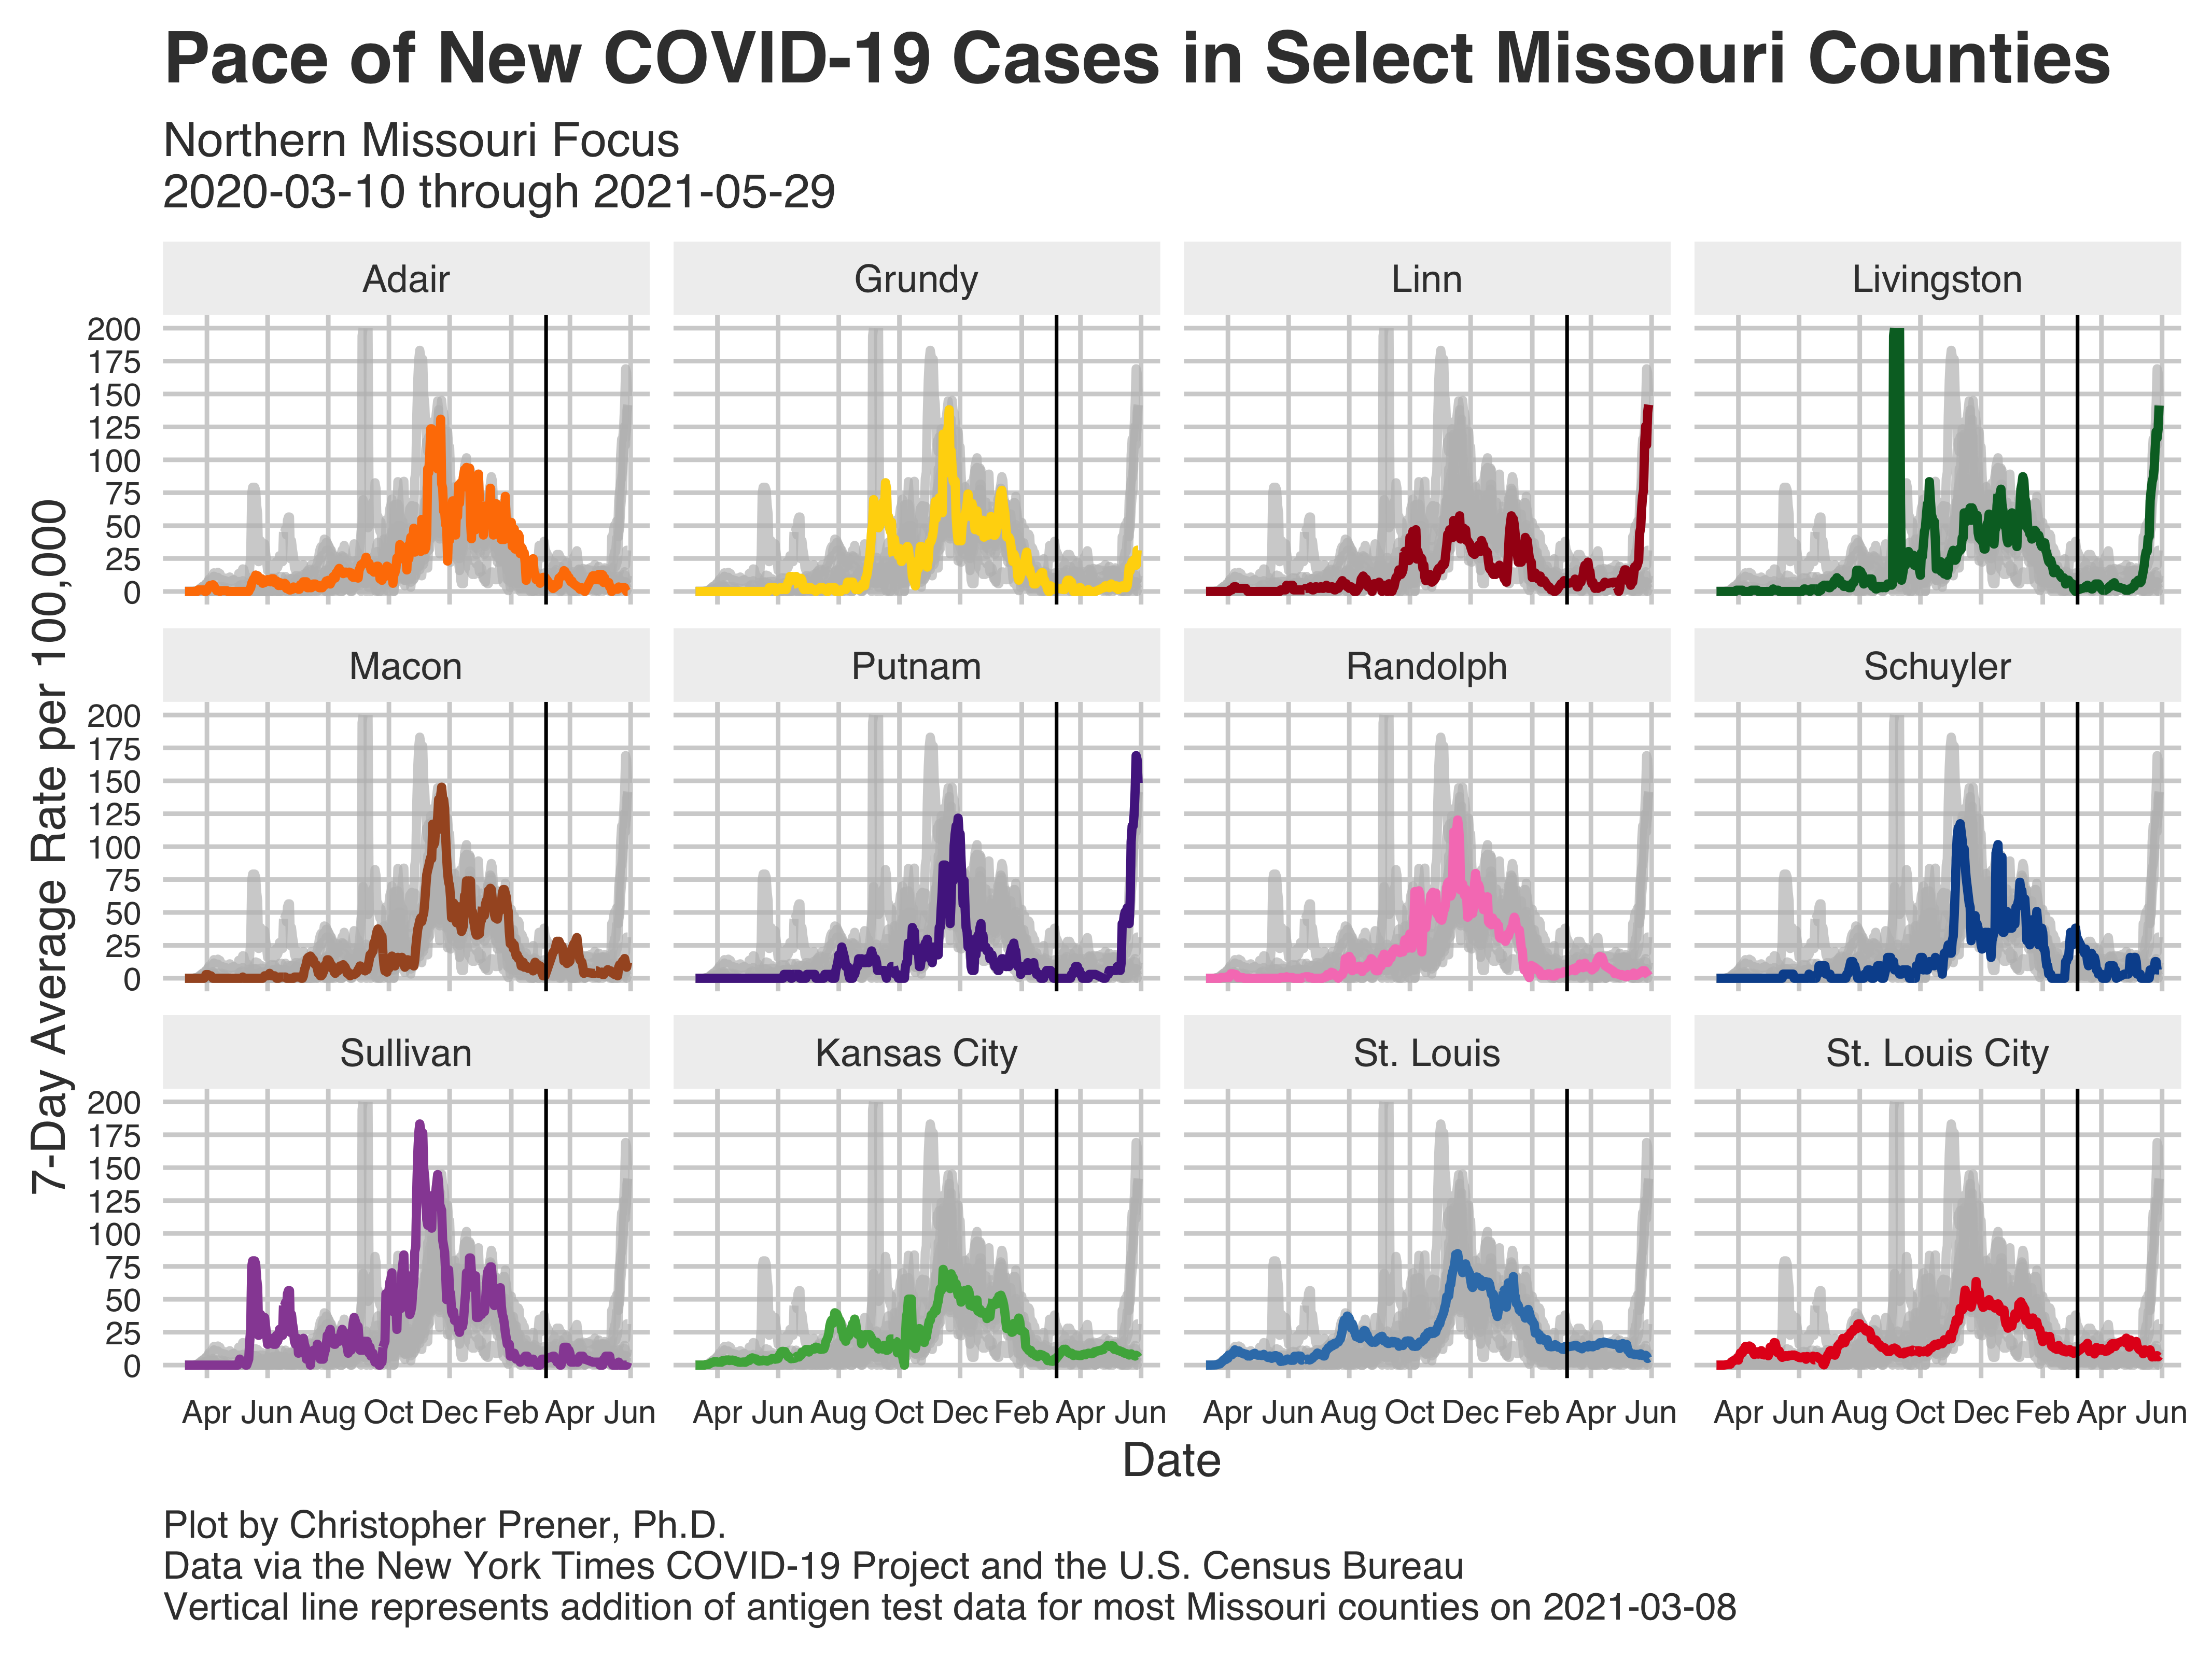 Pace of New COVID-19 Cases in Select Missouri Counties
Northern Missouri Focus
2020-03-10 through 2021-05-29
Adair
Grundy
Linn
Livingston
200
175
150
125
100
75
50
25
0
Macon
Putnam
Randolph
Schuyler
200
175
150
125
100
75
50
25
0
Sullivan
Kansas City
St. Louis
St. Louis City
200
175
150
125
100
75
50
25
0
7-Day Average Rate per 100,000
Apr Jun Aug Oct Dec Feb Apr Jun
Apr Jun Aug Oct Dec Feb Apr Jun
Apr Jun Aug Oct Dec Feb Apr Jun
Apr Jun Aug Oct Dec Feb Apr Jun
Date
Plot by Christopher Prener, Ph.D.
Data via the New York Times COVID-19 Project and the U.S. Census Bureau
Vertical line represents addition of antigen test data for most Missouri counties on 2021-03-08